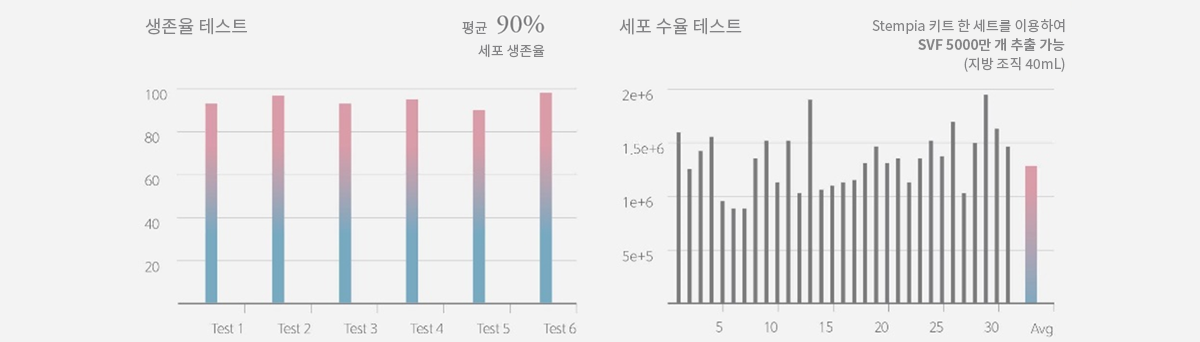 생존율 테스트
평균 90%
세포 생존율
100
80
60
40
20
Test 1 Test 2 Test 3 Test 4 Test 5 Test 6
세포 수율 테스트
Stempia 키트 한 세트를 이용하여
SVF 5000만 개 추출 가능
(지방 조직 40mL)
2e+6
1.5e+6
1e+6
5e+5
5 10 15 20 25 30 Avg